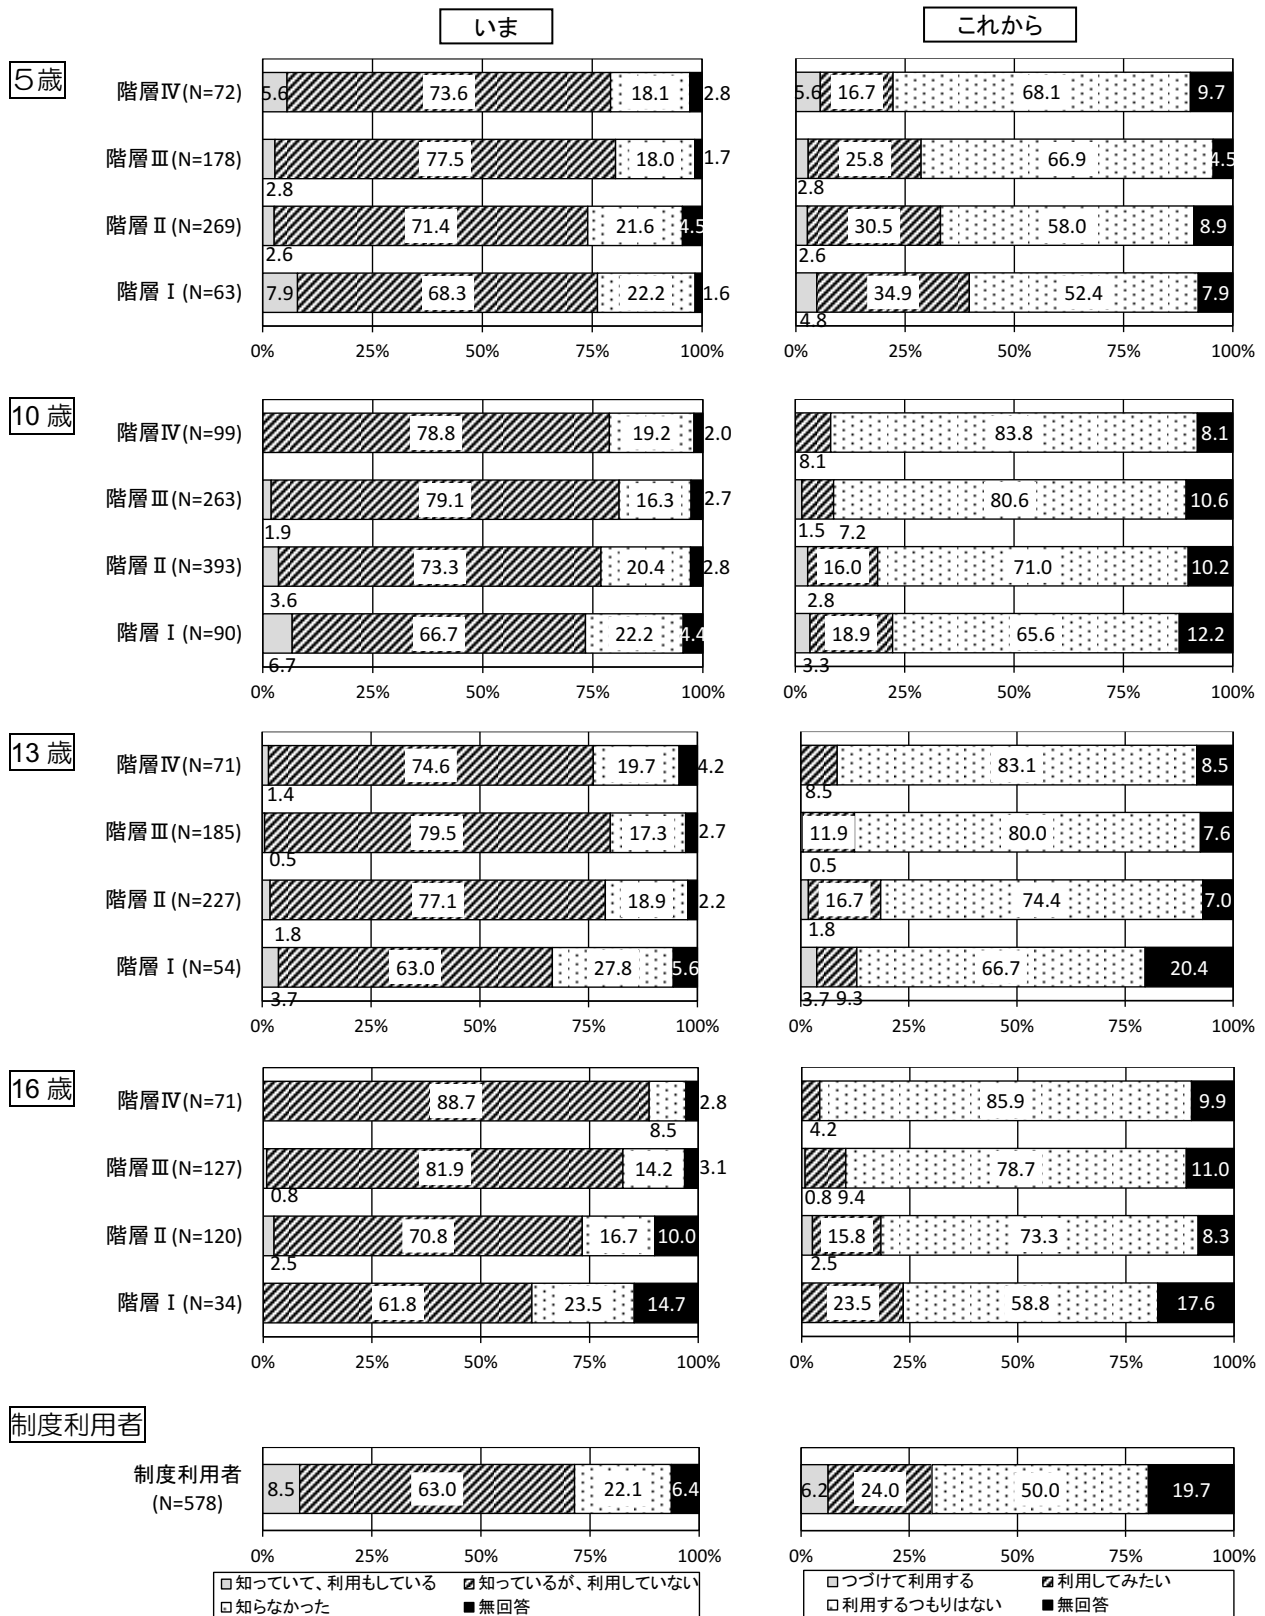 いま
これから
5歳
階層Ⅳ(N=72)
5.6 73.6 18.1 2.8
5.6 16.7 68.1 9.7
階層Ⅲ(N=178)
77.5 18.0 1.7
25.8 66.9 4.5
2.8
2.8
階層Ⅱ(N=269)
71.4 21.6 4.5
30.5 58.0 8.9
2.6
2.6
階層Ⅰ(N=63)
7.9 68.3 22.2 1.6
34.9 52.4 7.9
4.8
0% 25% 50% 75% 100%
0% 25% 50% 75% 100%
10 歳
階層Ⅳ(N=99)
78.8 19.2 2.0
83.8 8.1
8.1
階層Ⅲ(N=263)
79.1 16.3 2.7
80.6 10.6
1.9
1.5 7.2
階層Ⅱ(N=393)
73.3 20.4 2.8
16.0 71.0 10.2
3.6
2.8
階層Ⅰ(N=90)
66.7 22.2 4.4
18.9 65.6 12.2
6.7
3.3
0% 25% 50% 75% 100%
0% 25% 50% 75% 100%
13 歳
階層Ⅳ(N=71)
74.6 19.7 4.2
83.1 8.5
1.4
8.5
階層Ⅲ(N=185)
79.5 17.3 2.7
11.9 80.0 7.6
0.5
0.5
階層Ⅱ(N=227)
77.1 18.9 2.2
16.7 74.4 7.0
1.8
1.8
階層Ⅰ(N=54)
63.0 27.8 5.6
66.7 20.4
3.7
3.7 9.3
0% 25% 50% 75% 100%
0% 25% 50% 75% 100%
16 歳
階層Ⅳ(N=71)
88.7 2.8
85.9 9.9
8.5
4.2
階層Ⅲ(N=127)
81.9 14.2 3.1
78.7 11.0
0.8
0.8 9.4
階層Ⅱ(N=120)
70.8 16.7 10.0
15.8 73.3 8.3
2.5
2.5
階層Ⅰ(N=34)
61.8 23.5 14.7
23.5 58.8 17.6
0% 25% 50% 75% 100%
0% 25% 50% 75% 100%
制度利用者
制度利用者
(N=578)
8.5 63.0 22.1 6.4
6.2 24.0 50.0 19.7
0% 25% 50% 75% 100%
0% 25% 50% 75% 100%
知っていて、利用もしている 知っているが、利用していない
知らなかった 無回答
つづけて利用する 利用してみたい
利用するつもりはない 無回答